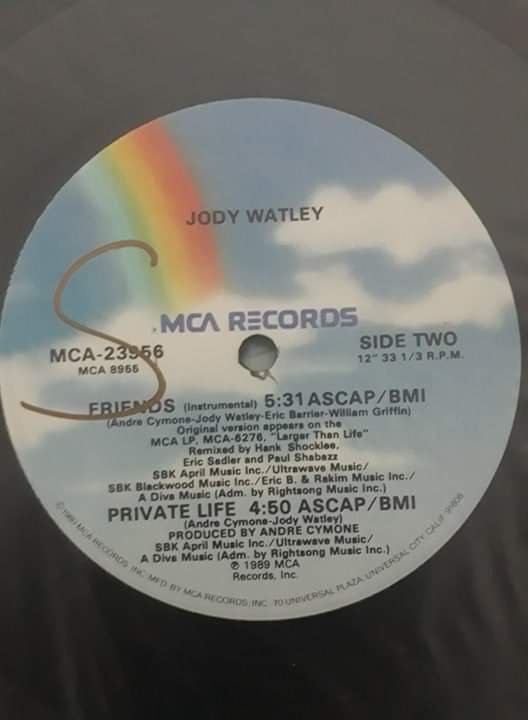 JODY WATLEY
MCA RECORDS
MCA-23956
MCA 8966
SIDE TWO
12" 33 1/3 R.P.M.
S
FRIENDS (Instrumental) 5:31 ASCAP/BMI
(Andre Cymone-Jody Watley-Eric Barrier-William Griffin)
Original version appears on the
MCA LP, MCA-6276, "Larger Than Life"
Remixed by Hank Shocklee,
Eric Sadler and Paul Shabazz
SBK April Music Inc./Ultrawave Music/
SBK Blackwood Music Inc./Eric B. & Rakim Music Inc./
A Diva Music (Adm. by Rightsong Music Inc.)
PRIVATE LIFE 4:50 ASCAP/BMI
(Andre Cymone-Jody Watley)
PRODUCED BY ANDRE CYMONE
SBK April Music Inc./Ultrawave Music/
A Diva Music (Adm. by Rightsong Music Inc.)
℗ 1989 MCA
Records, Inc.
© 1989 MCA RECORDS, INC. MFD. BY MCA RECORDS, INC. 70 UNIVERSAL PLAZA, UNIVERSAL CITY, CALIF. 91608